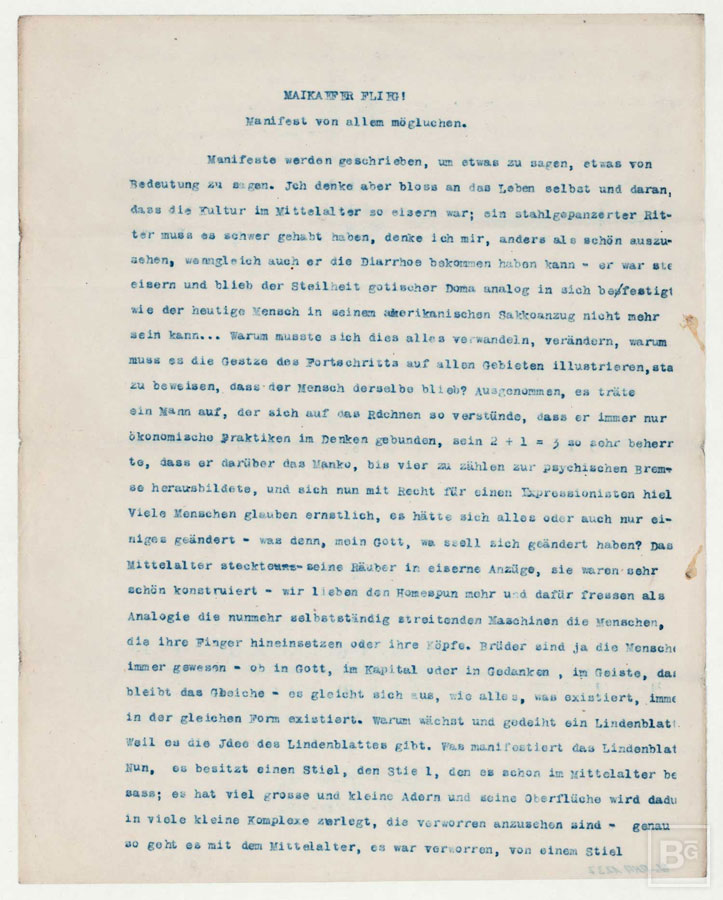 MAIKAEFER FLIEG!
Manifest von allem mögluchen.
Manifeste werden geschrieben, um etwas zu sagen, etwas von
Bedeutung zu sagen. Jch denke aber bloss an das Leben selbst und daran,
dass die Kultur im Mittelalter so eisern war; ein stahlgepanzerter Rit-
ter muss es schwer gehabt haben, denke ich mir, anders als schön auszu-
sehen, wenngleich auch er die Diarrhoe bekommen haben kann - er war ste
eisern und blieb der Steilheit gotischer Doma analog in sich befestigt
wie der heutige Mensch in seinem amerikanischen Sakkoanzug nicht mehr
sein kann... Warum musste sich dies alles verwandeln, verändern, warum
muss es die Gestze des Fortschritts auf allen Gebieten illustrieren,sta
zu beweisen, dass der Mensch derselbe blieb? Ausgenommen, es träte
ein Mann auf, der sich auf das Rechnen so verstünde, dass er immer nur
ökonomische Praktiken im Denken gebunden, sein 2 + 1 = 3 so sehr beherr
te, dass er darüber das Manko, bis vier zu zählen zur psychischen Brem-
se herausbildete, und sich nun mit Recht für einen Expressionisten hiel
Viele Menschen glauben ernstlich, es hätte sich alles oder auch nur ei-
niges geändert - was denn, mein Gott, wa ssoll sich geändert haben? Das
Mittelalter steckte seine Räuber in eiserne Anzüge, sie waren sehr
schön konstruiert - wir lieben den Homespun mehr und dafür fressen als
Analogie die nunmehr selbstständig streitenden Maschinen die Menschen,
die ihre Finger hineinsetzen oder ihre Köpfe. Brüder sind ja die Mensche
immer gewesen - ob in Gott, im Kapital oder in Gedanken , im Geiste, das
bleibt das Gleiche - es gleicht sich aus, wie alles, was existiert, imme
in der gleichen Form existiert. Warum wächst und gedeiht ein Lindenblatt
Weil es die Jdee des Lindenblattes gibt. Was manifestiert das Lindenblat
Nun, es besitzt einen Stiel, den Stie l, den es schon im Mittelalter be
sass; es hat viel grosse und kleine Adern und seine Oberflüche wird dadu
in viele kleine Komplexe zerlegt, die verworren anzusehen sind - genau
so geht es mit dem Mittelalter, es war verworren, von einem Stiel
BG